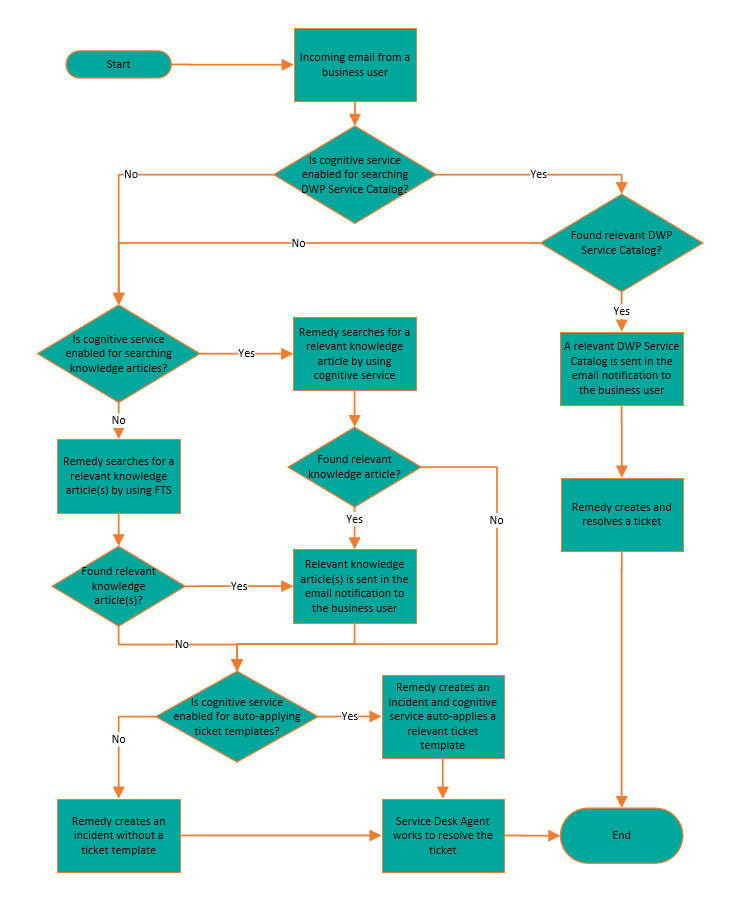 Start
Incoming email from a
business user
Is cognitive service
enabled for searching
DWP Service Catalog?
No
Yes
Found relevant DWP
Service Catalog?
No
Yes
Is cognitive service
enabled for searching
knowledge articles?
Yes
Remedy searches for a
relevant knowledge
article by using
cognitive service
A relevant DWP Service
Catalog is sent in the
email notification to
the business user
No
Remedy searches for a
relevant knowledge
article(s) by using FTS
Found relevant
knowledge article?
Yes
No
Remedy creates and
resolves a ticket
Found relevant
knowledge
article(s)?
Yes
Relevant knowledge
article(s) is sent in the
email notification to
the business user
No
Is cognitive service
enabled for auto-applying
ticket templates?
Yes
Remedy creates an
incident and cognitive
service auto-applies a
relevant ticket
template
No
Remedy creates an
incident without a
ticket template
Service Desk Agent
works to resolve the
ticket
End